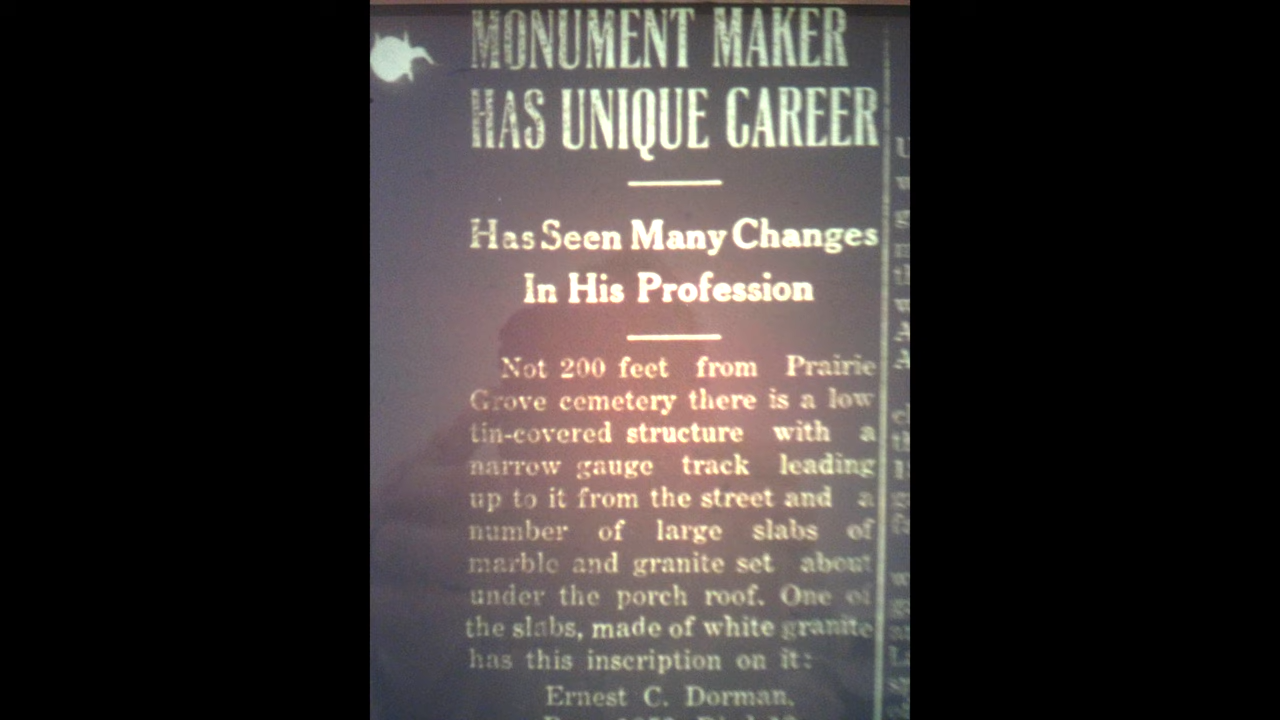 MONUMENT MAKER
HAS UNIQUE CAREER
Has Seen Many Changes
In His Profession
Not 200 feet from Prairie
Grove cemetery there is a low
tin-covered structure with a
narrow gauge track leading
up to it from the street and a
number of large slabs of
marble and granite set about
under the porch roof. One of
the slabs, made of white granite
has this inscription on it:
Ernest C. Dorman.